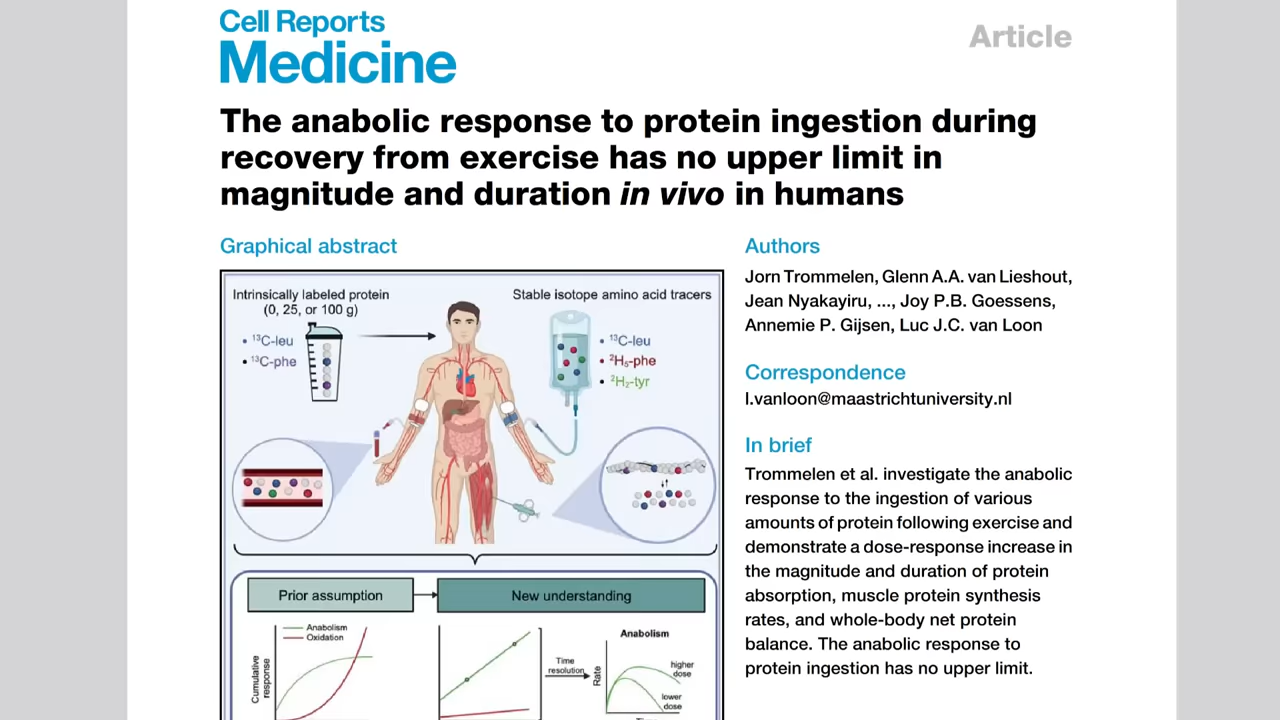 Cell Reports
Medicine
Article
The anabolic response to protein ingestion during
recovery from exercise has no upper limit in
magnitude and duration in vivo in humans
Graphical abstract
Intrinsically labeled protein
(0, 25, or 100 g)
• ¹³C-leu
• ¹³C-phe
Stable isotope amino acid tracers
• ¹³C-leu
• ²H₅-phe
• ²H₂-tyr
Prior assumption
New understanding
Anabolism
Oxidation
Cumulative
response
Time
resolution
Anabolism
Rate
higher
dose
lower
dose
Authors
Jorn Trommelen, Glenn A.A. van Lieshout,
Jean Nyakayiru, ..., Joy P.B. Goessens,
Annemie P. Gijsen, Luc J.C. van Loon
Correspondence
l.vanloon@maastrichtuniversity.nl
In brief
Trommelen et al. investigate the anabolic
response to the ingestion of various
amounts of protein following exercise and
demonstrate a dose-response increase in
the magnitude and duration of protein
absorption, muscle protein synthesis
rates, and whole-body net protein
balance. The anabolic response to
protein ingestion has no upper limit.